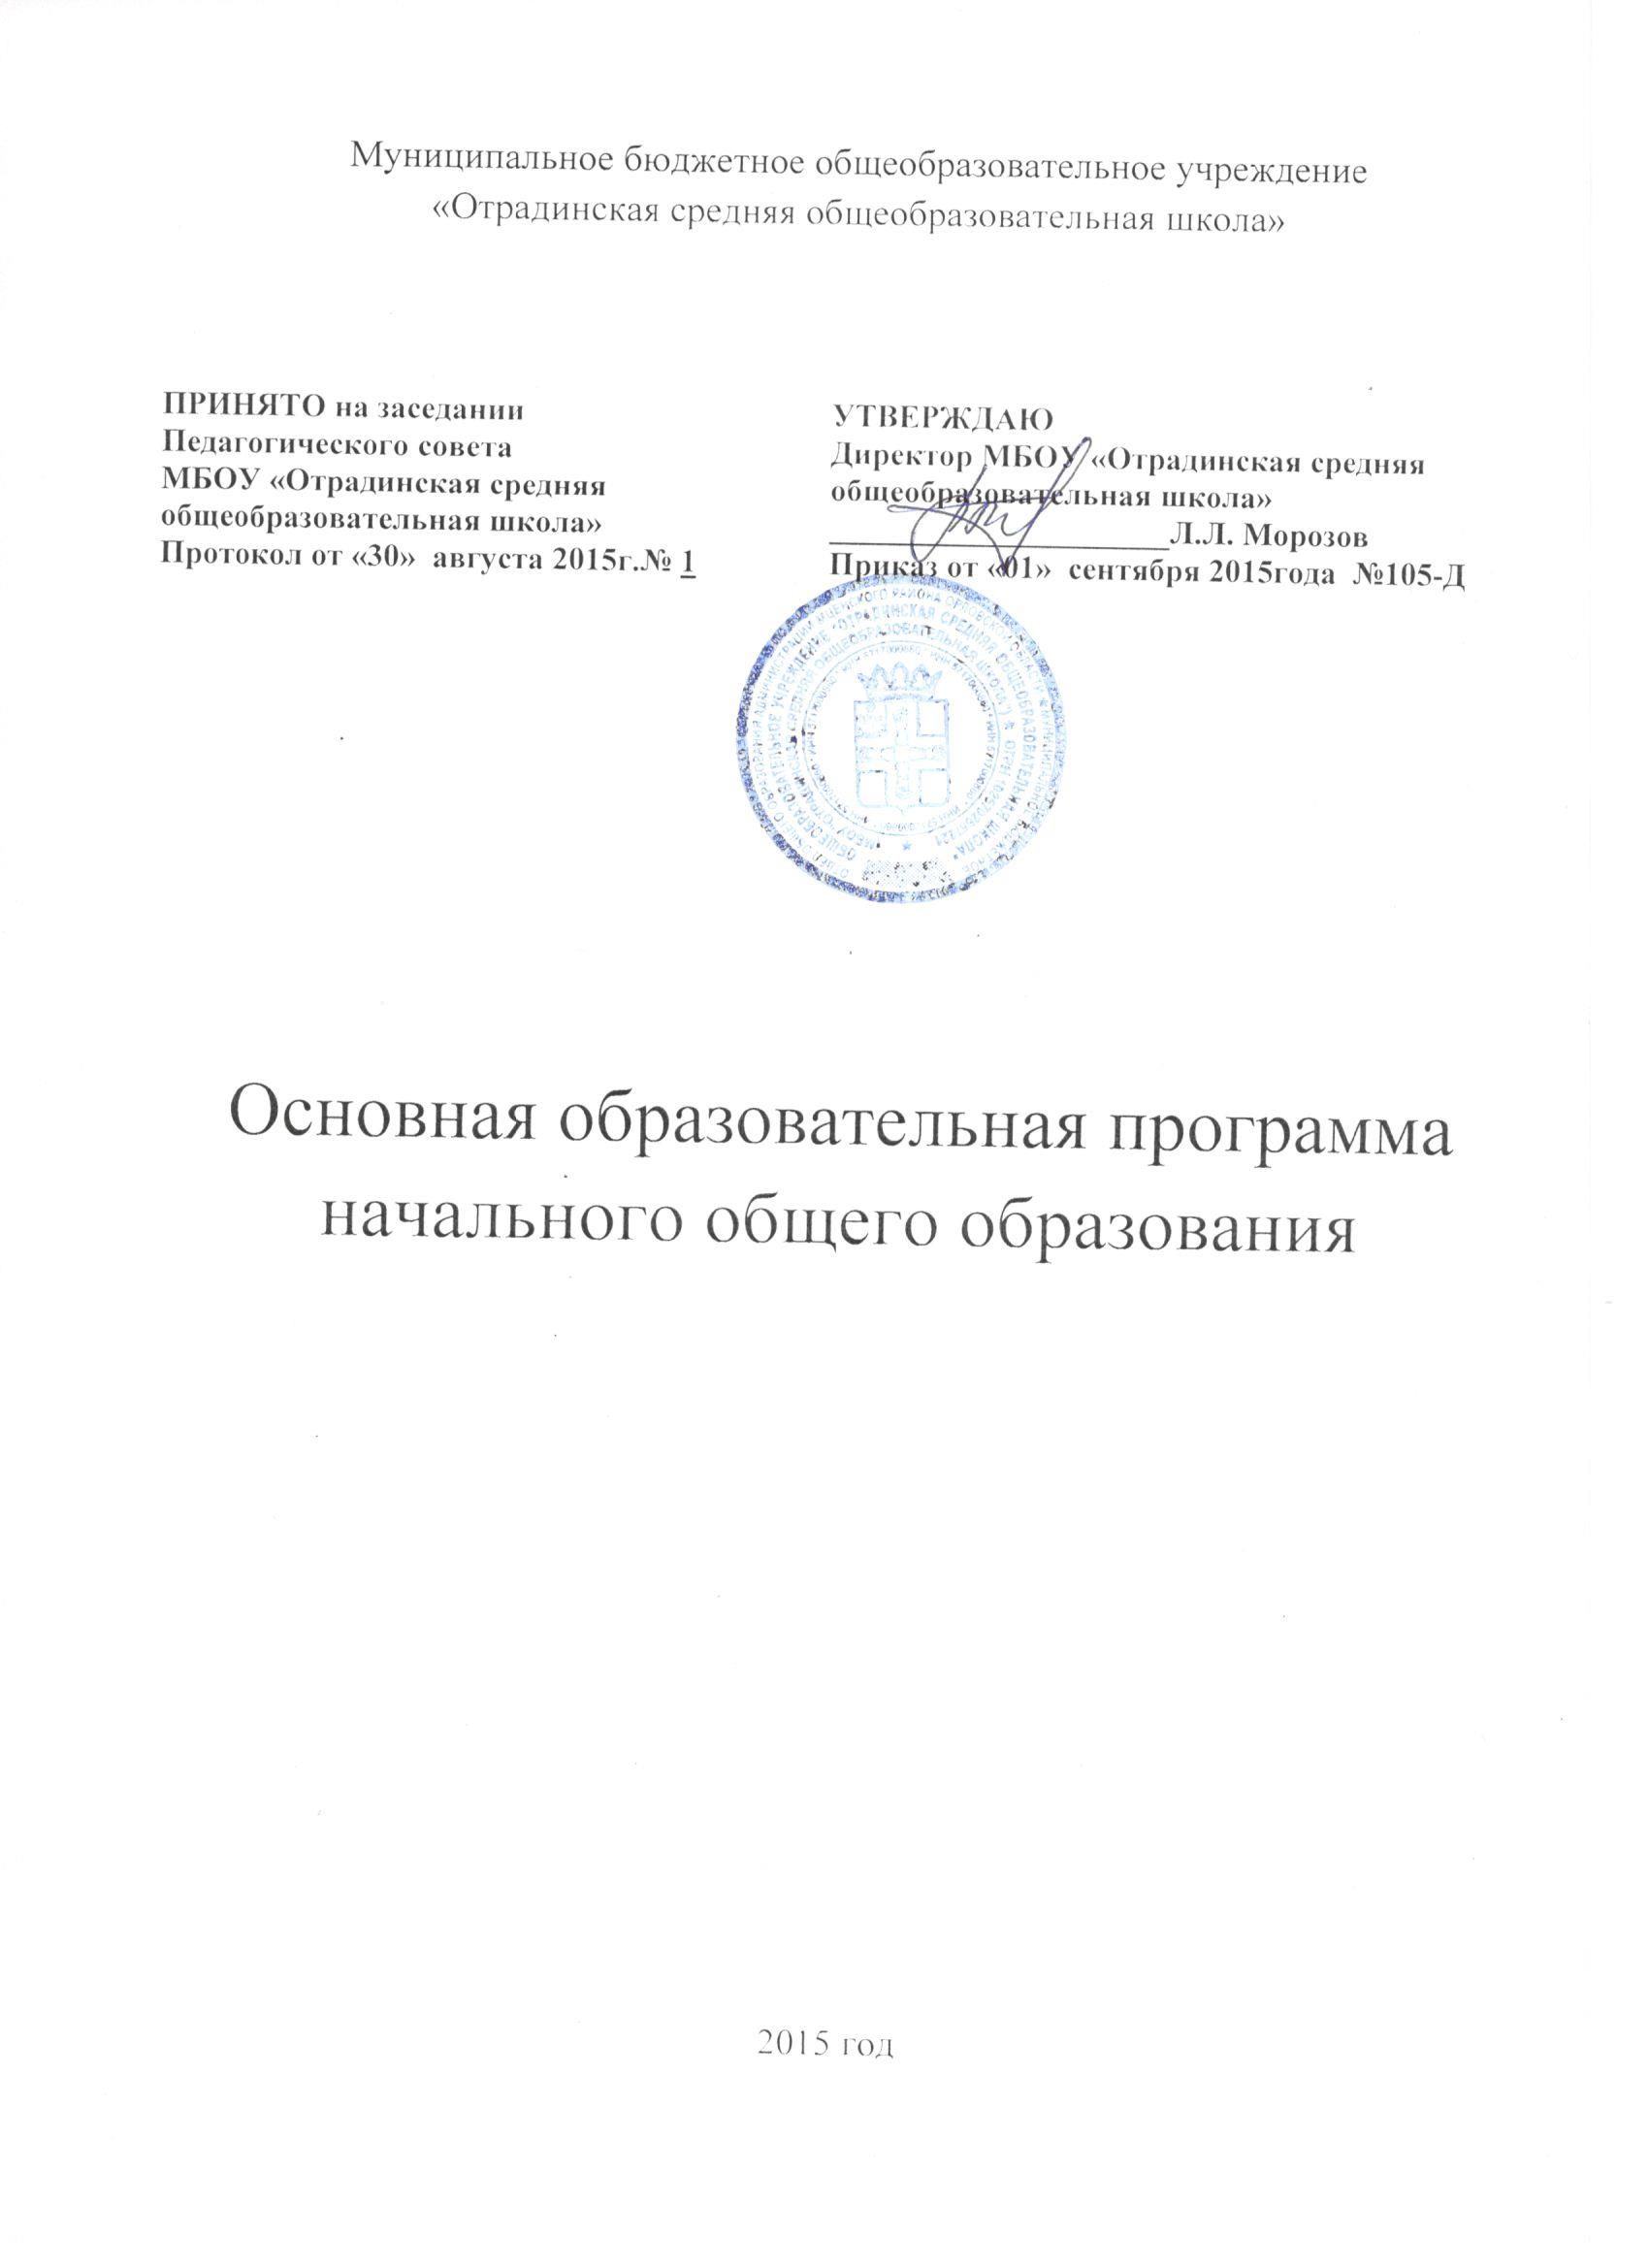 Муниципальное бюджетное общеобразовательное учреждение
«Отрадинская средняя общеобразовательная школа»
ПРИНЯТО на заседании
Педагогического совета
МБОУ «Отрадинская средняя
общеобразовательная школа»
Протокол от «30» августа 2015г.№ 1
УТВЕРЖДАЮ
Директор МБОУ «Отрадинская средняя
общеобразовательная школа»
____________________Л.Л. Морозов
Приказ от «01» сентября 2015года №105-Д
Основная образовательная программа
начального общего образования
2015 год